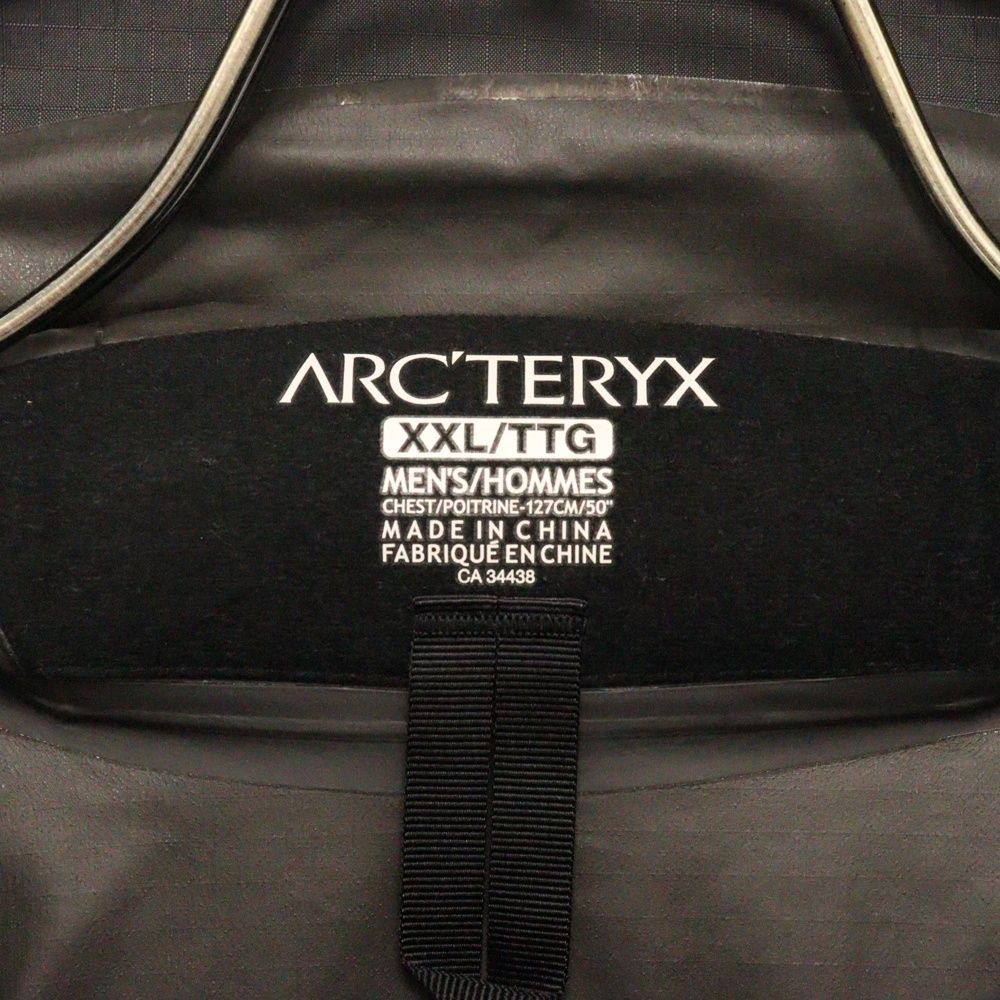 ARC'TERYX
XXL/TTG
MEN'S/HOMMES
CHEST/POITRINE-127CM/50"
MADE IN CHINA
FABRIQUÉ EN CHINE
CA 34438